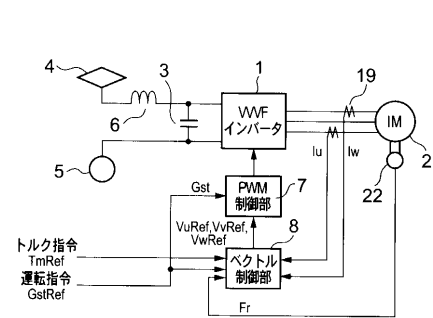 4
3
1
19
VVVF
インバータ
IM
6
5
Iu
Iw
2
22
Gst
PWM
制御部
7
VuRef,VvRef,
VwRef
8
トルク指令
TmRef
ベクトル
制御部
運転指令
GstRef
Fr